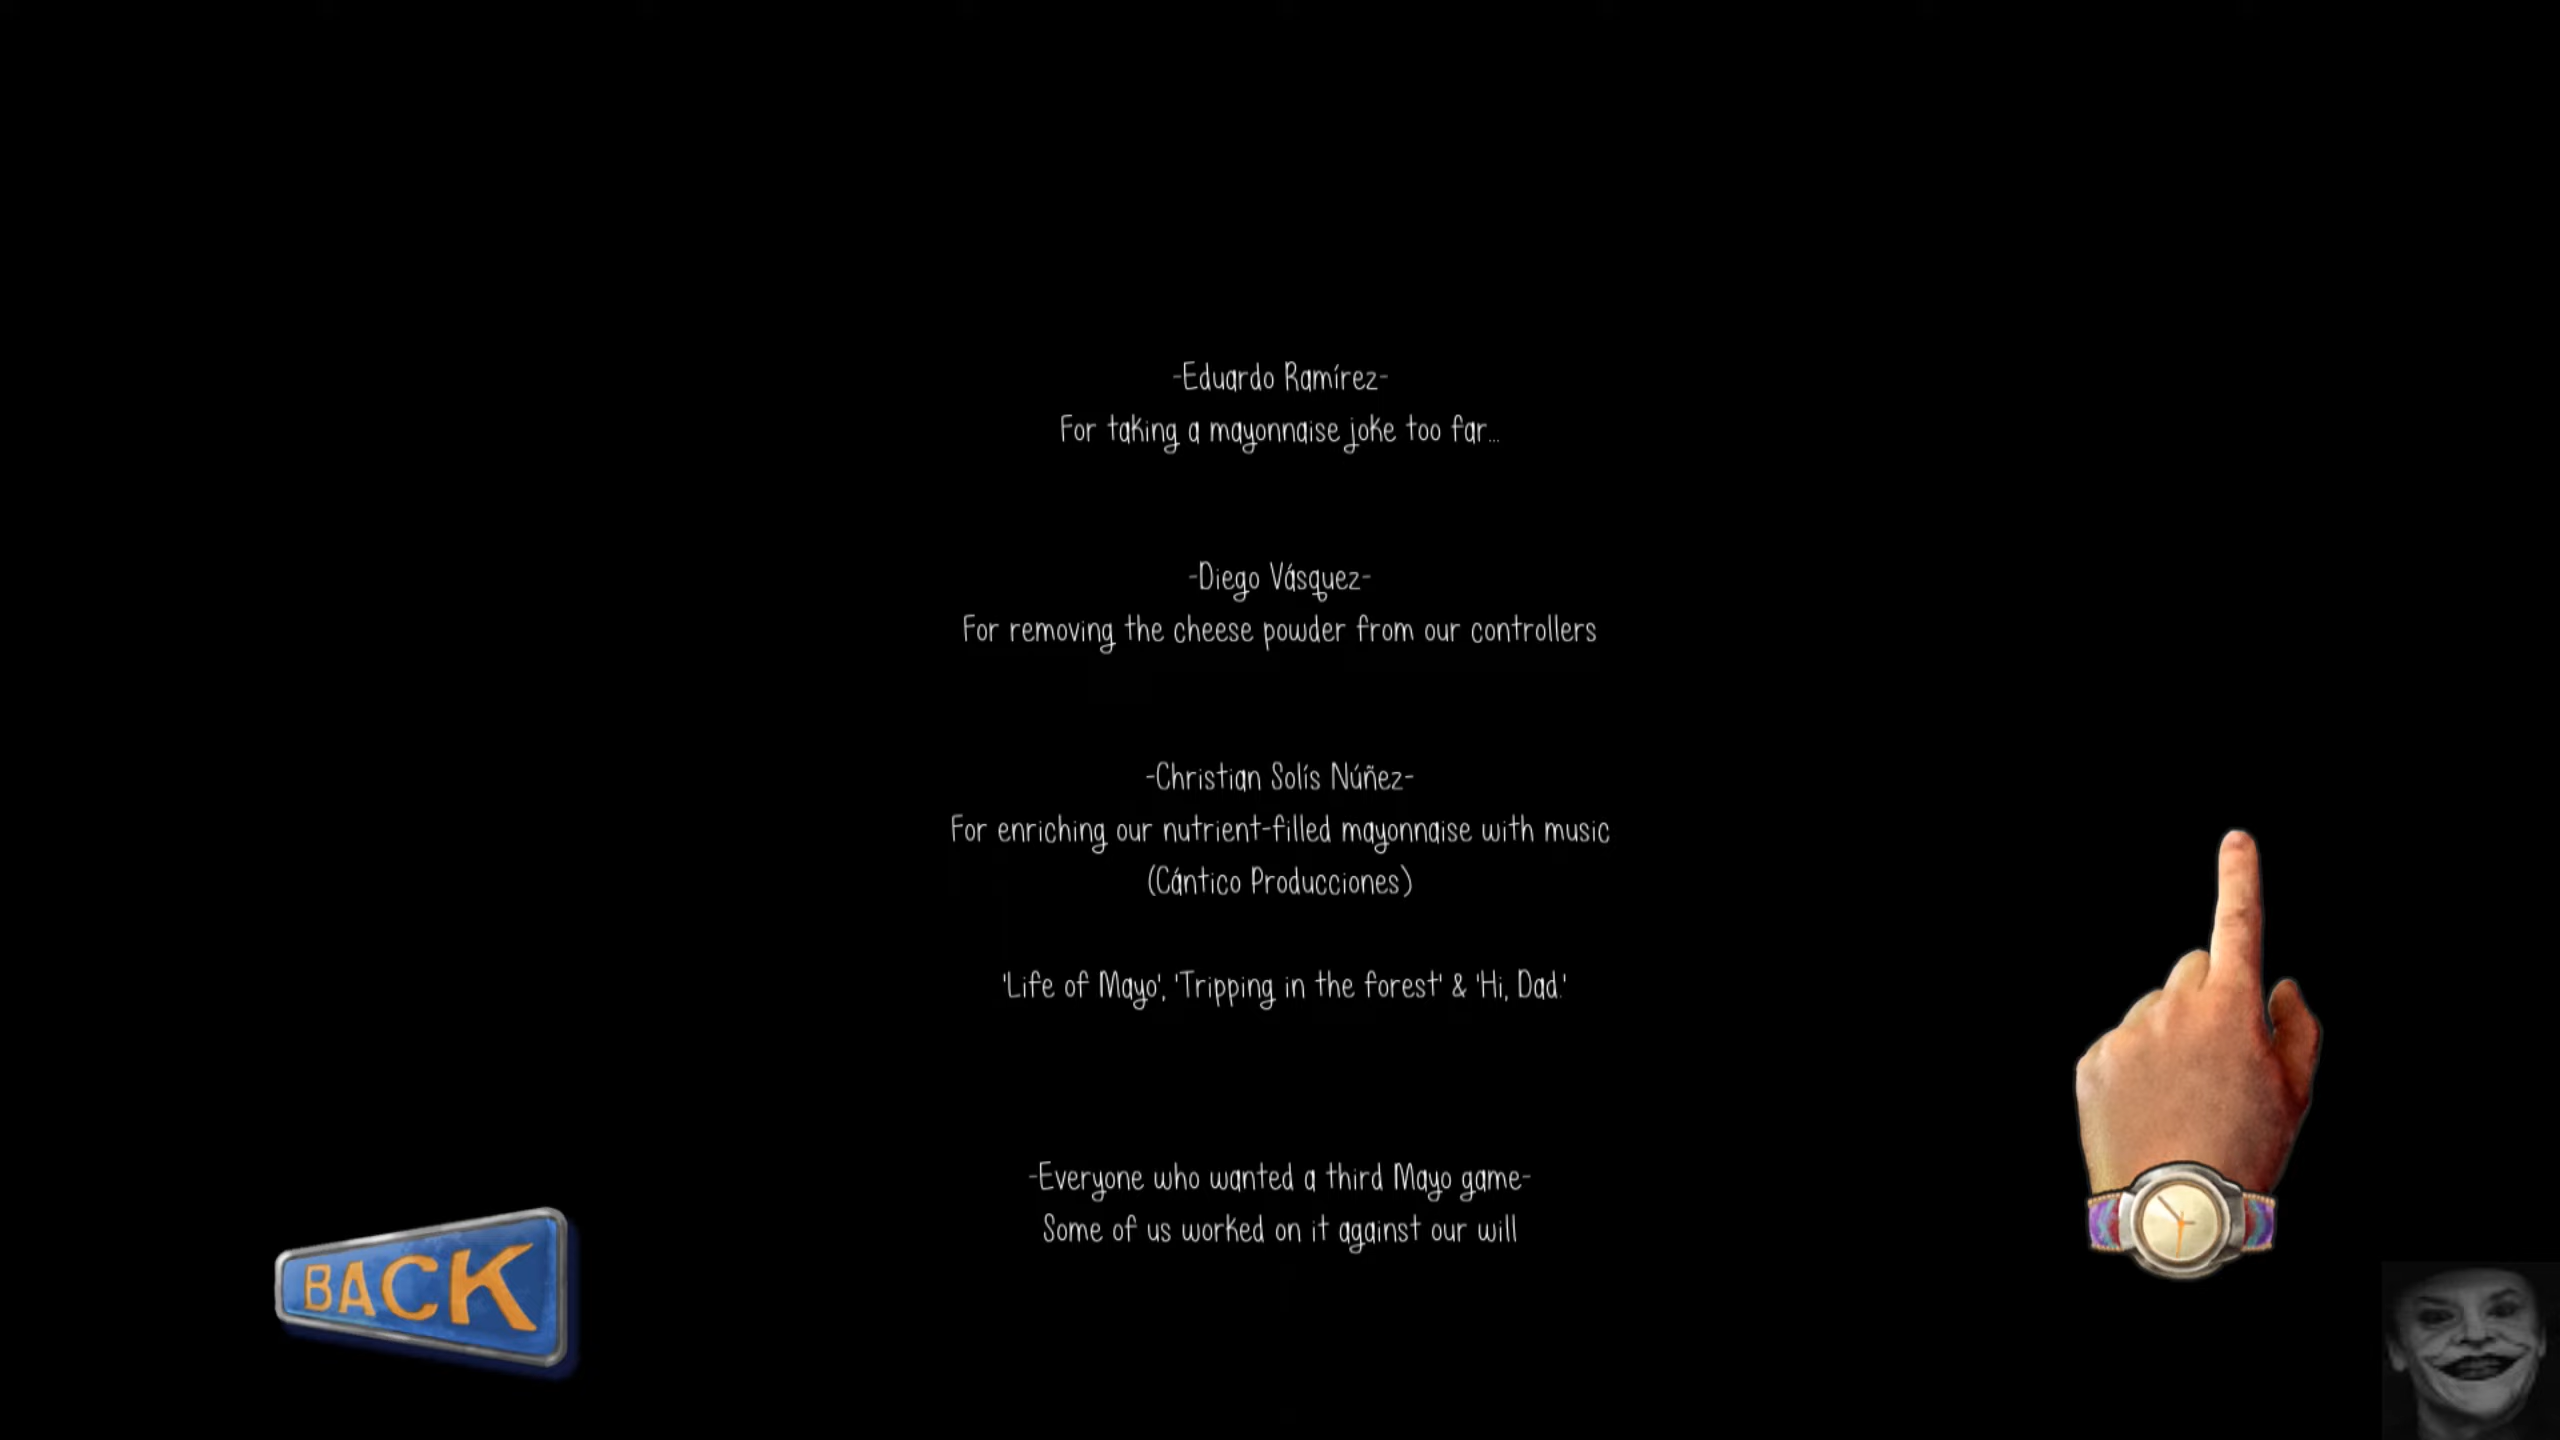 -Eduardo Ramírez-
For taking a mayonnaise joke too far...
-Diego Vásquez-
For removing the cheese powder from our controllers
-Christian Solís Núñez-
For enriching our nutrient-filled mayonnaise with music
(Cántico Producciones)
'Life of Mayo', 'Tripping in the forest' & 'Hi, Dad.'
-Everyone who wanted a third Mayo game-
Some of us worked on it against our will
BACK